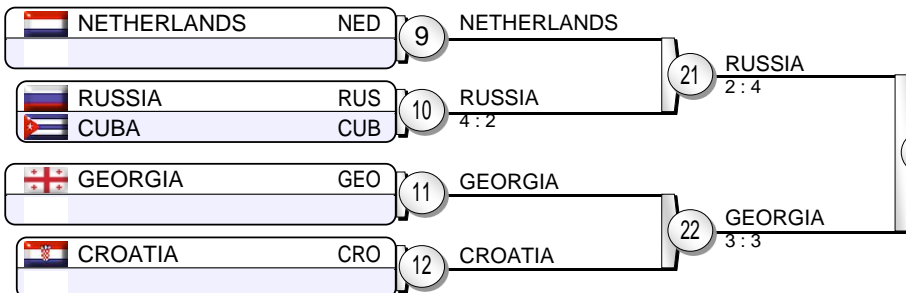 NETHERLANDS NED 9 NETHERLANDS
21 RUSSIA
2 : 4
RUSSIA RUS 10 RUSSIA
4 : 2
CUBA CUB
GEORGIA GEO 11 GEORGIA
22 GEORGIA
3 : 3
CROATIA CRO 12 CROATIA